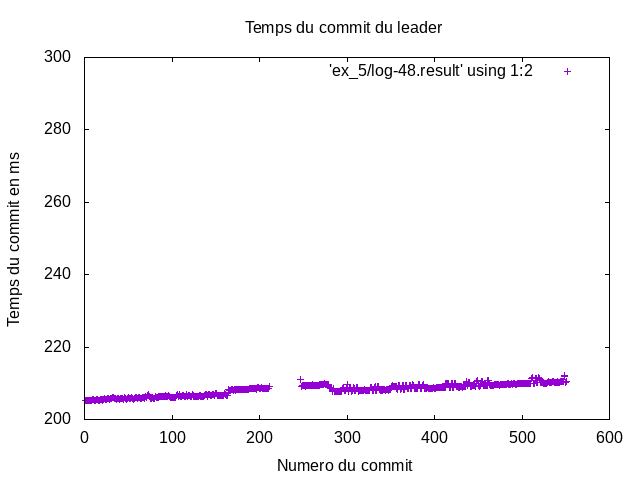 Temps du commit du leader
'ex_5/log-48.result' using 1:2
Temps du commit en ms
300
280
260
240
220
200
0 100 200 300 400 500 600
Numero du commit